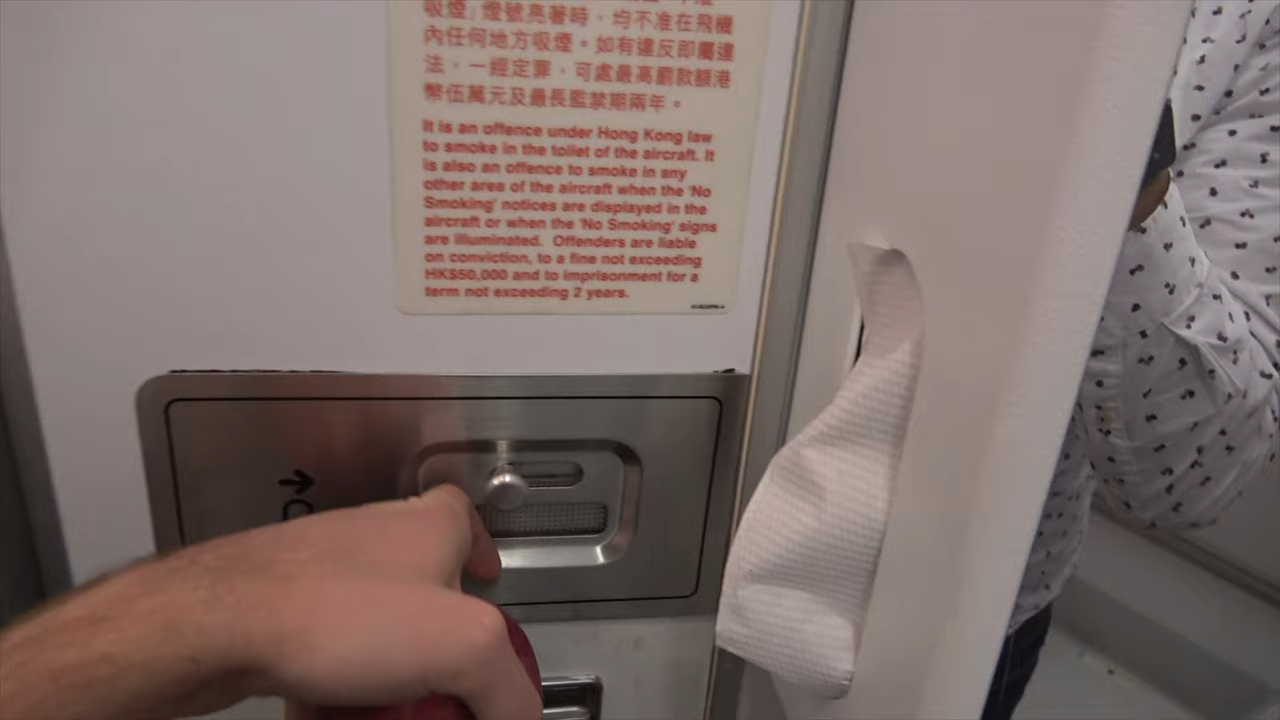 吸煙」燈號亮著時，均不准在飛機
內任何地方吸煙。如有違反即屬違
法，一經定罪，可處最高罰款額港
幣伍萬元及最長監禁期兩年。
It is an offence under Hong Kong law
to smoke in the toilet of the aircraft. It
is also an offence to smoke in any
other area of the aircraft when the 'No
Smoking' notices are displayed in the
aircraft or when the 'No Smoking' signs
are illuminated. Offenders are liable
on conviction, to a fine not exceeding
HK$50,000 and to imprisonment for a
term not exceeding 2 years.